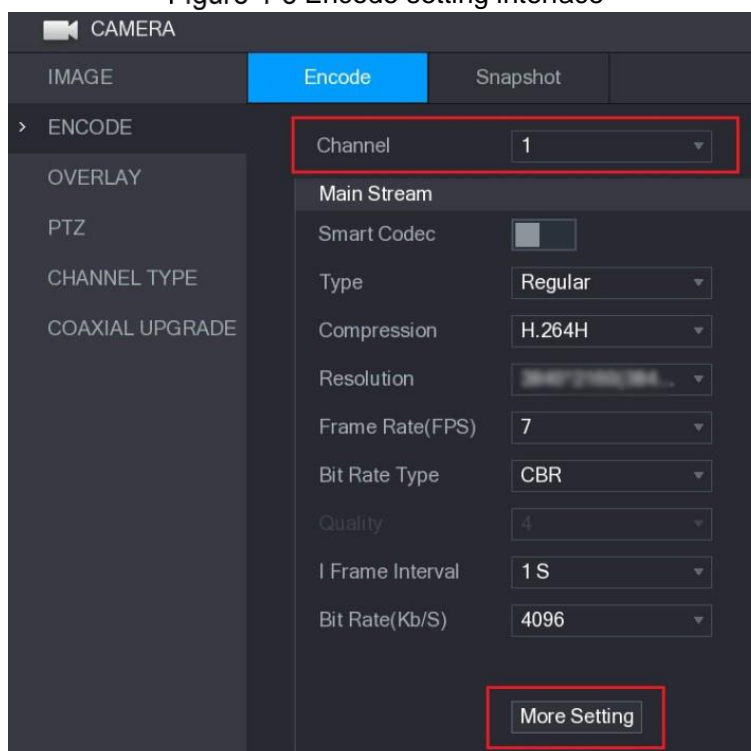 CAMERA
IMAGE
Encode
Snapshot
ENCODE
Channel 1
OVERLAY
Main Stream
PTZ
Smart Codec
CHANNEL TYPE
Type Regular
COAXIAL UPGRADE
Compression H.264H
Resolution
Frame Rate(FPS) 7
Bit Rate Type CBR
Quality 4
I Frame Interval 1 S
Bit Rate(Kb/S) 4096
More Setting